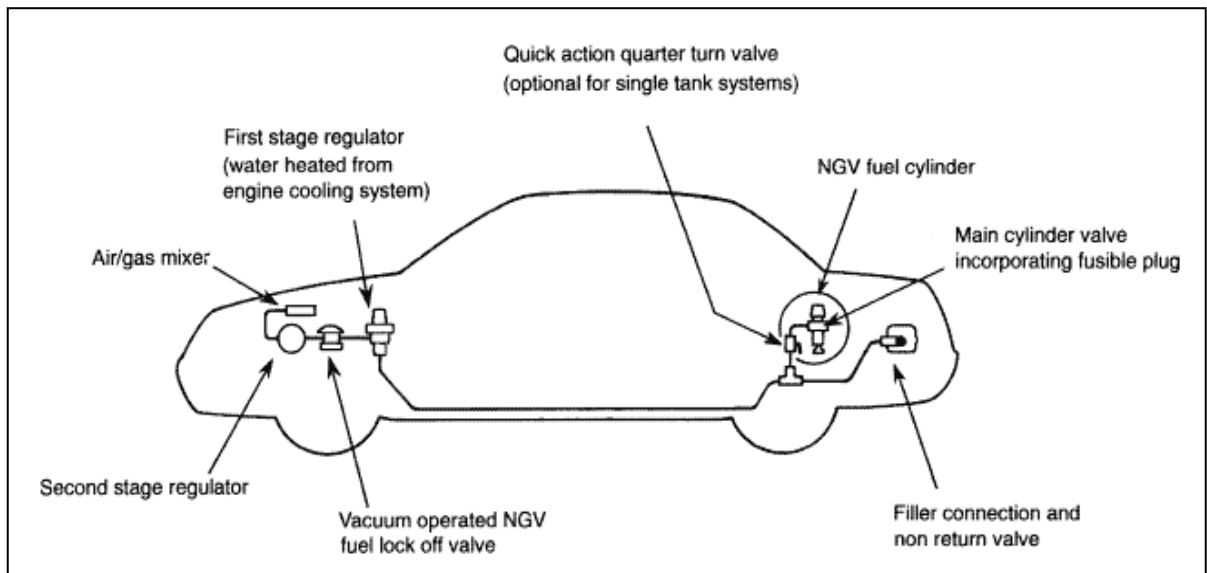 Quick action quarter turn valve
(optional for single tank systems)
First stage regulator
(water heated from
engine cooling system)
NGV fuel cylinder
Air/gas mixer
Main cylinder valve
incorporating fusible plug
Second stage regulator
Vacuum operated NGV
fuel lock off valve
Filler connection and
non return valve